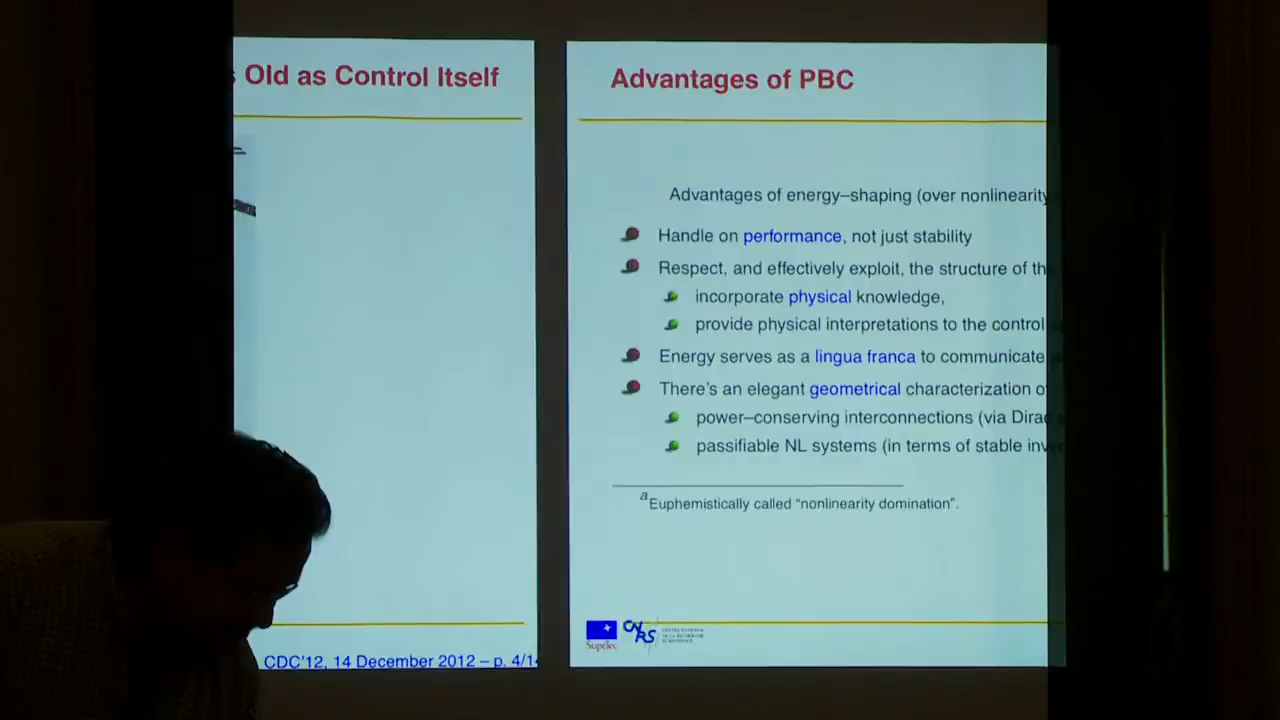 Old as Control Itself
CDC'12, 14 December 2012 – p. 4/1
Advantages of PBC
Advantages of energy–shaping (over nonlinearity
Handle on performance, not just stability
Respect, and effectively exploit, the structure of th
incorporate physical knowledge,
provide physical interpretations to the control
Energy serves as a lingua franca to communicate
There's an elegant geometrical characterization of
power–conserving interconnections (via Dirac
passifiable NL systems (in terms of stable inv
a Euphemistically called “nonlinearity domination”.
Supélec CNRS